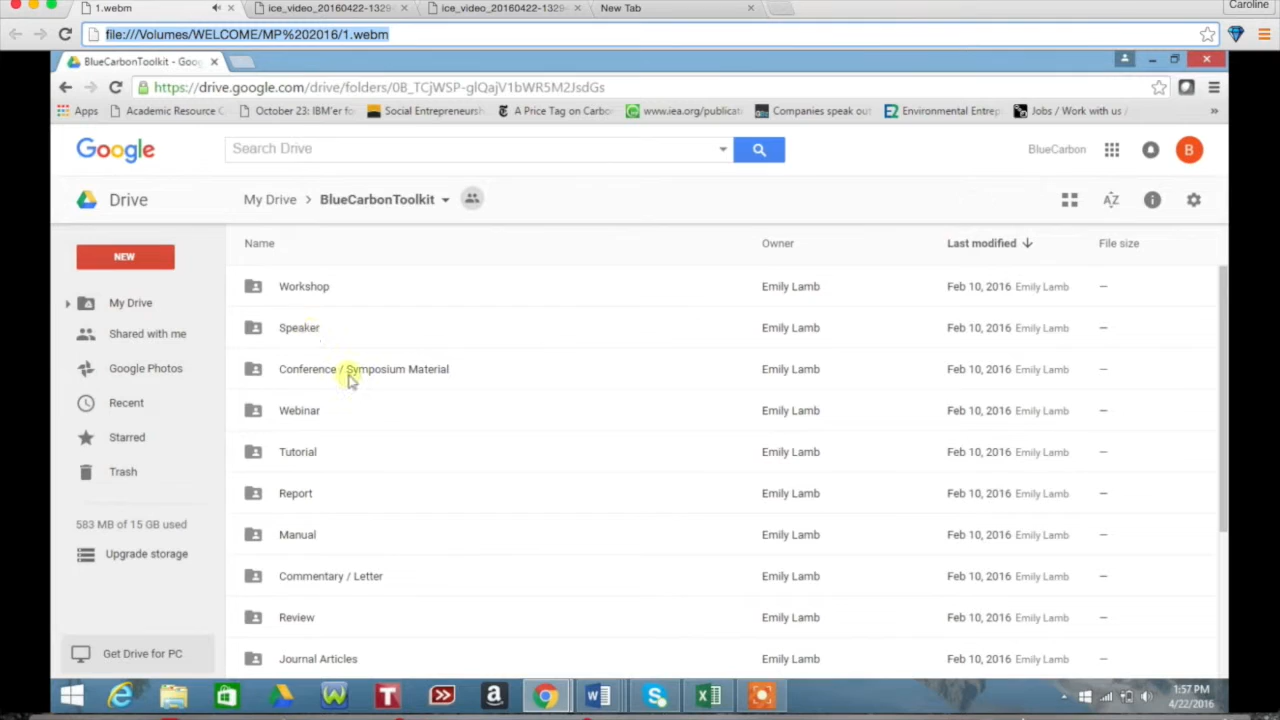 1.webm
ice_video_20160422-1329
ice_video_20160422-1329
New Tab
Caroline
file:///Volumes/WELCOME/MP%202016/1.webm
BlueCarbonToolkit - Goo
https://drive.google.com/drive/folders/0B_TCjWSP-glQajV1bWR5M2JsdGs
Apps
Academic Resource C
October 23: IBM'er fo
Social Entrepreneursh
A Price Tag on Carbo
www.iea.org/publicati
Companies speak out
Environmental Entrep
Jobs / Work with us /
Google
Search Drive
BlueCarbon
B
Drive
My Drive > BlueCarbonToolkit
AZ
NEW
My Drive
Shared with me
Google Photos
Recent
Starred
Trash
583 MB of 15 GB used
Upgrade storage
Get Drive for PC
Name Owner Last modified File size
Workshop Emily Lamb Feb 10, 2016 Emily Lamb —
Speaker Emily Lamb Feb 10, 2016 Emily Lamb —
Conference / Symposium Material Emily Lamb Feb 10, 2016 Emily Lamb —
Webinar Emily Lamb Feb 10, 2016 Emily Lamb —
Tutorial Emily Lamb Feb 10, 2016 Emily Lamb —
Report Emily Lamb Feb 10, 2016 Emily Lamb —
Manual Emily Lamb Feb 10, 2016 Emily Lamb —
Commentary / Letter Emily Lamb Feb 10, 2016 Emily Lamb —
Review Emily Lamb Feb 10, 2016 Emily Lamb —
Journal Articles Emily Lamb Feb 10, 2016 Emily Lamb —
1:57 PM
4/22/2016